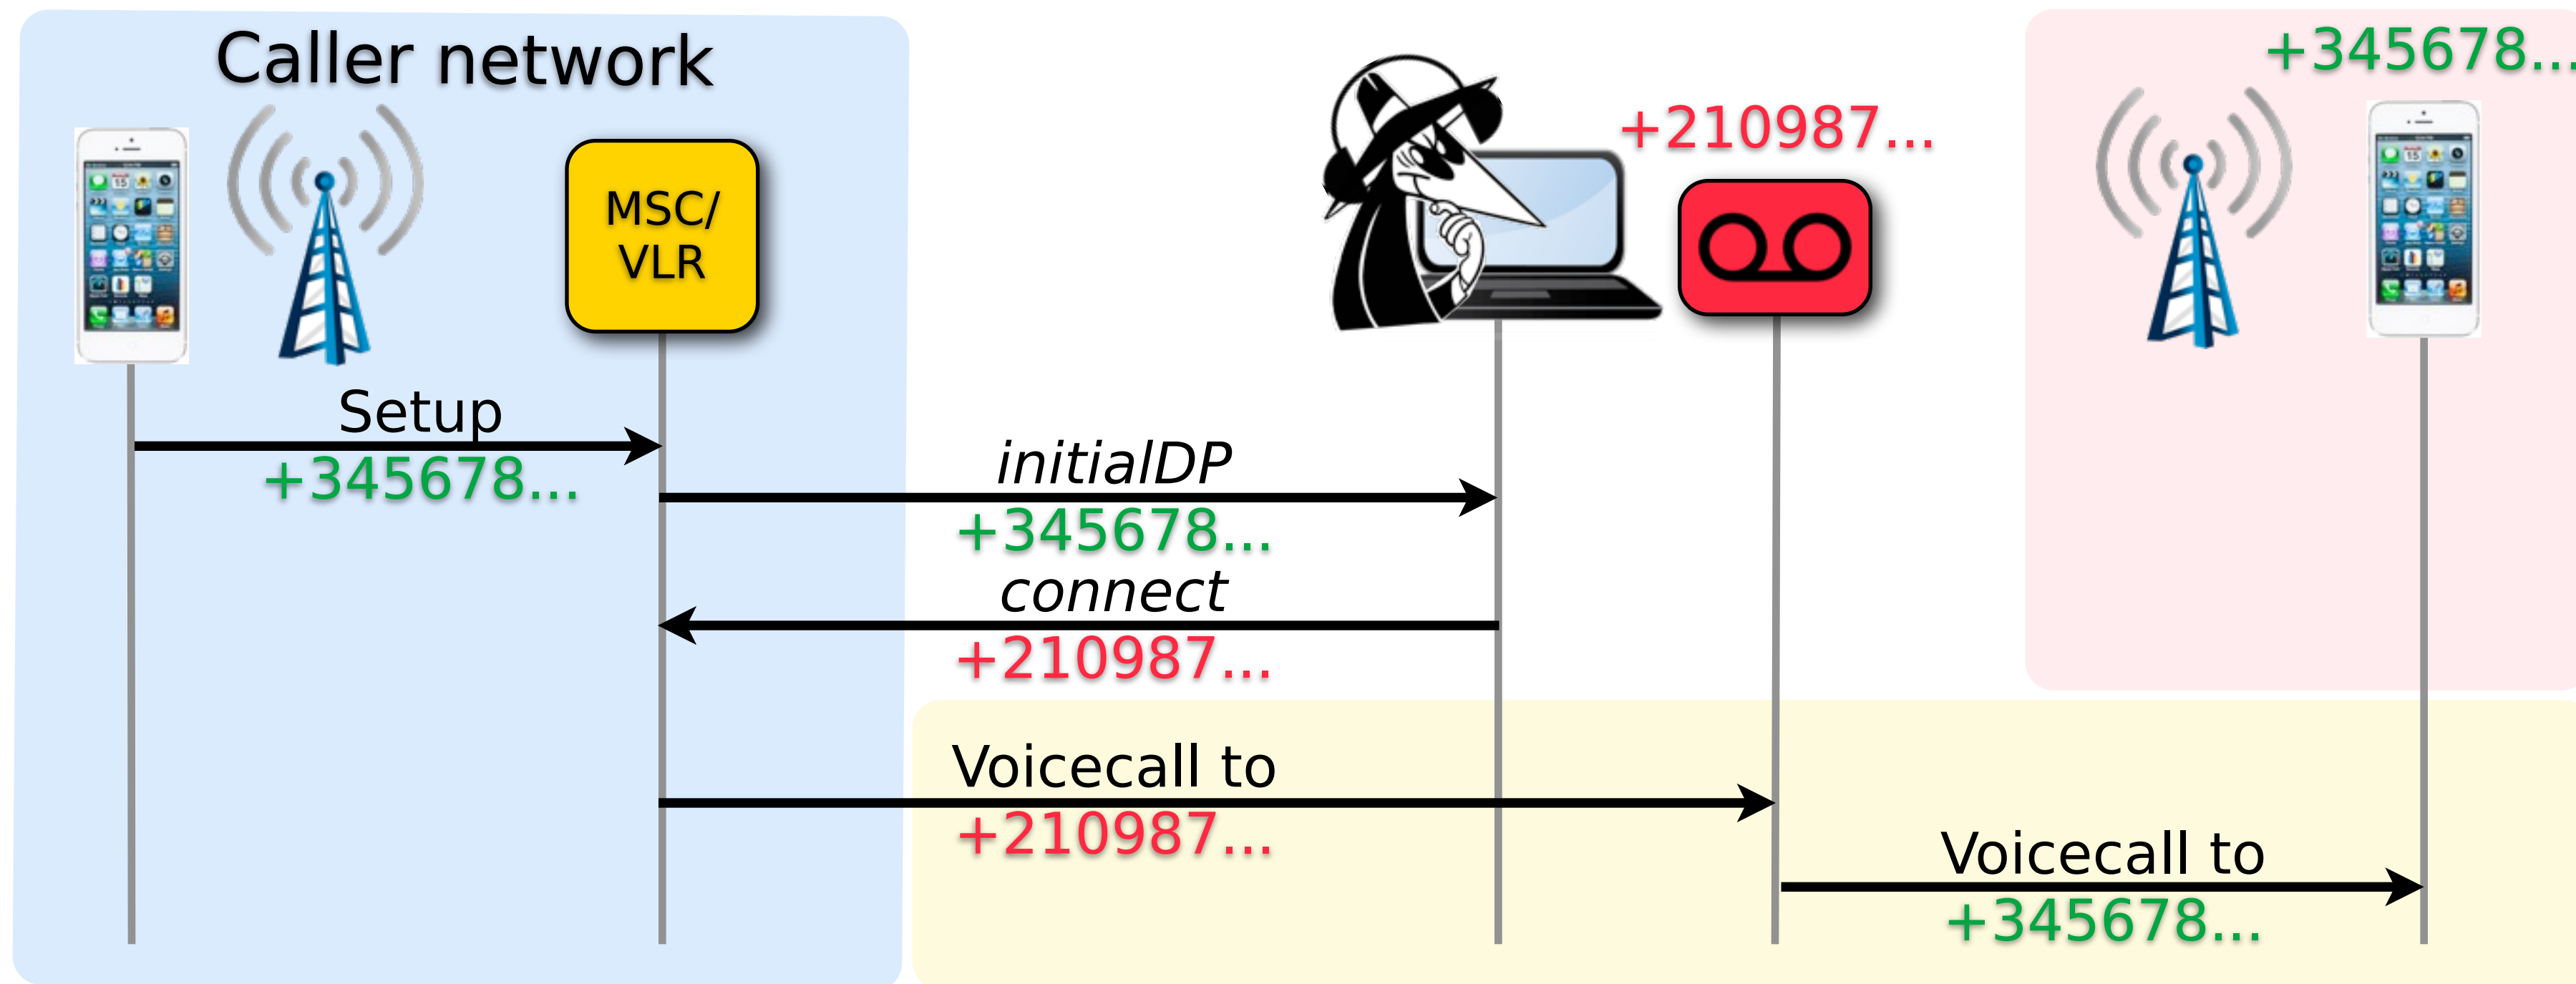 Caller network
+345678...
+210987...
MSC/
VLR
Setup
+345678...
initialDP
+345678...
connect
+210987...
Voicecall to
+210987...
Voicecall to
+345678...